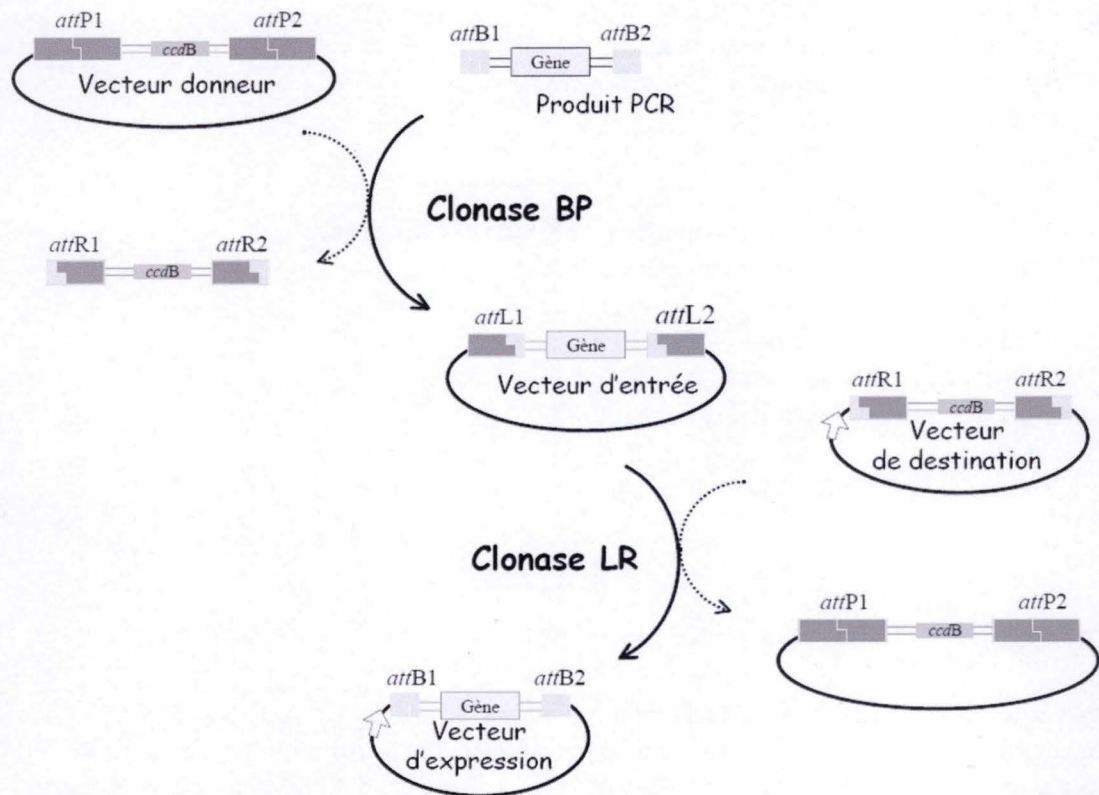 attP1 attP2
ccdB
Vecteur donneur
attB1 attB2
Gène
Produit PCR
Clonase BP
attR1 attR2
ccdB
attL1 attL2
Gène
Vecteur d'entrée
attR1 attR2
ccdB
Vecteur
de destination
Clonase LR
attP1 attP2
ccdB
attB1 attB2
Gène
Vecteur
d'expression